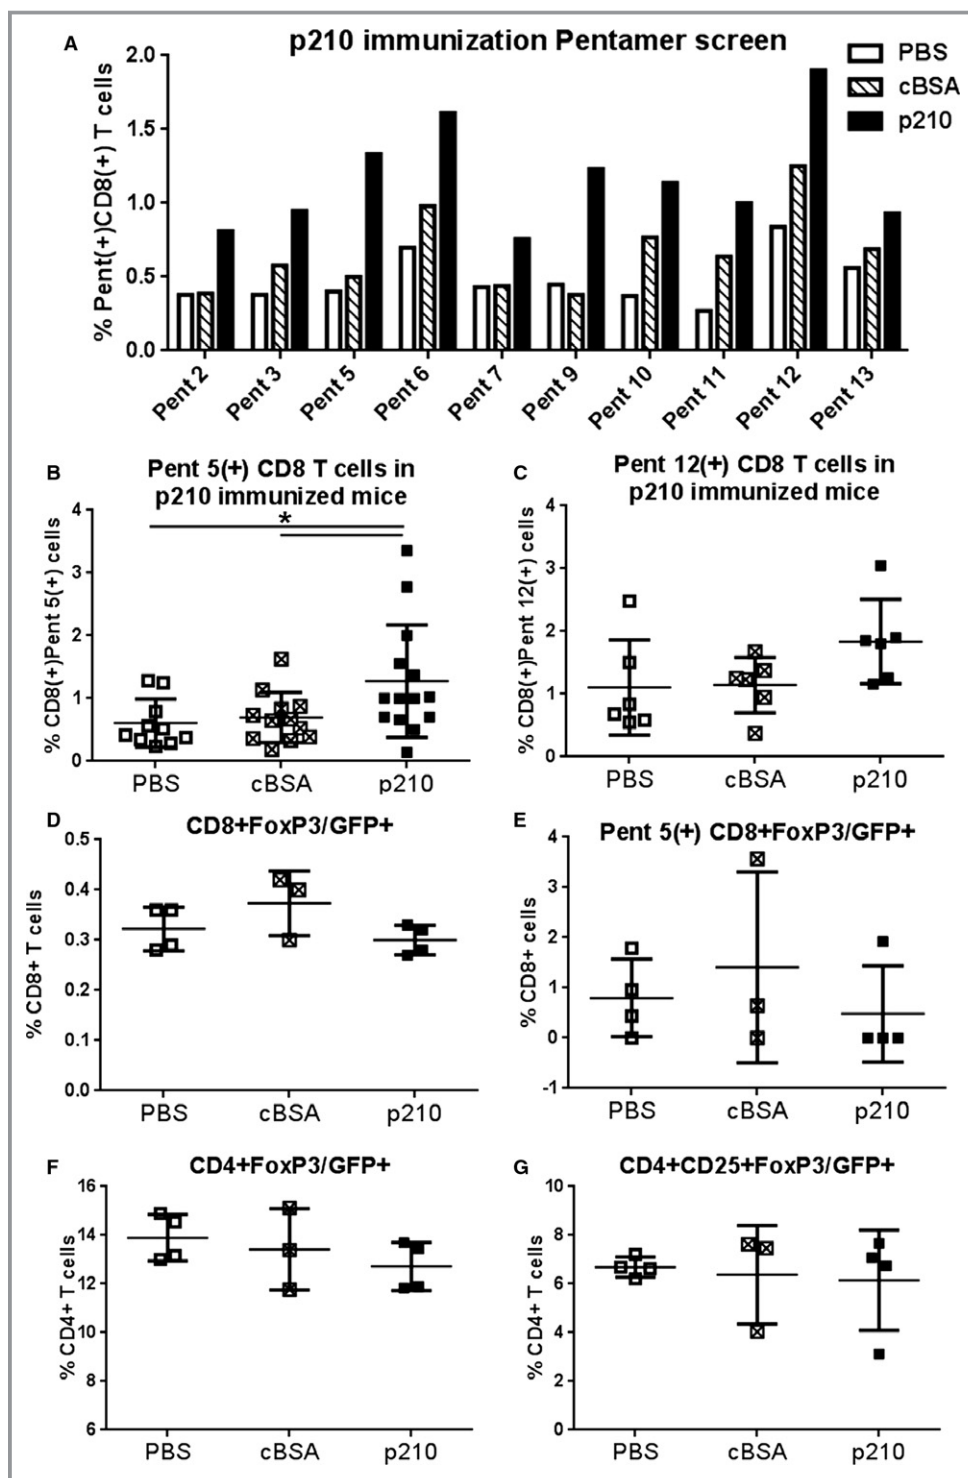 A
p210 immunization Pentamer screen
PBS
cBSA
p210
% Pent(+)CD8(+) T cells
2.0
1.5
1.0
0.5
0.0
Pent 2
Pent 3
Pent 5
Pent 6
Pent 7
Pent 9
Pent 10
Pent 11
Pent 12
Pent 13
B
Pent 5(+) CD8 T cells in
p210 immunized mice
% CD8(+)Pent 5(+) cells
4
3
2
1
0
*
PBS
cBSA
p210
C
Pent 12(+) CD8 T cells in
p210 immunized mice
% CD8(+)Pent 12(+) cells
4
3
2
1
0
PBS
cBSA
p210
D
CD8+FoxP3/GFP+
% CD8+ T cells
0.5
0.4
0.3
0.2
0.1
0.0
PBS
cBSA
p210
E
Pent 5(+) CD8+FoxP3/GFP+
% CD8+ cells
4
3
2
1
0
-1
PBS
cBSA
p210
F
CD4+FoxP3/GFP+
% CD4+ T cells
16
14
12
10
8
6
PBS
cBSA
p210
G
CD4+CD25+FoxP3/GFP+
% CD4+ T cells
10
8
6
4
2
0
PBS
cBSA
p210